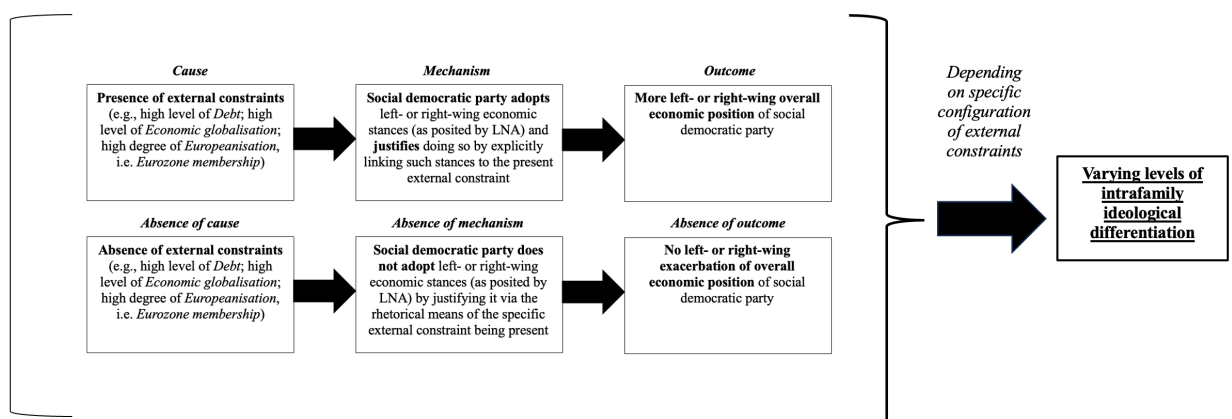 Cause
Presence of external constraints
(e.g., high level of Debt; high
level of Economic globalisation;
high degree of Europeanisation,
i.e. Eurozone membership)
Mechanism
Social democratic party adopts
left- or right-wing economic
stances (as posited by LNA) and
justifies doing so by explicitly
linking such stances to the present
external constraint
Outcome
More left- or right-wing overall
economic position of social
democratic party
Absence of cause
Absence of external constraints
(e.g., high level of Debt; high
level of Economic globalisation;
high degree of Europeanisation,
i.e. Eurozone membership)
Absence of mechanism
Social democratic party does
not adopt left- or right-wing
economic stances (as posited by
LNA) by justifying it via the
rhetorical means of the specific
external constraint being present
Absence of outcome
No left- or right-wing
exacerbation of overall
economic position of social
democratic party
Depending
on specific
configuration
of external
constraints
Varying levels of
intrafamily
ideological
differentiation